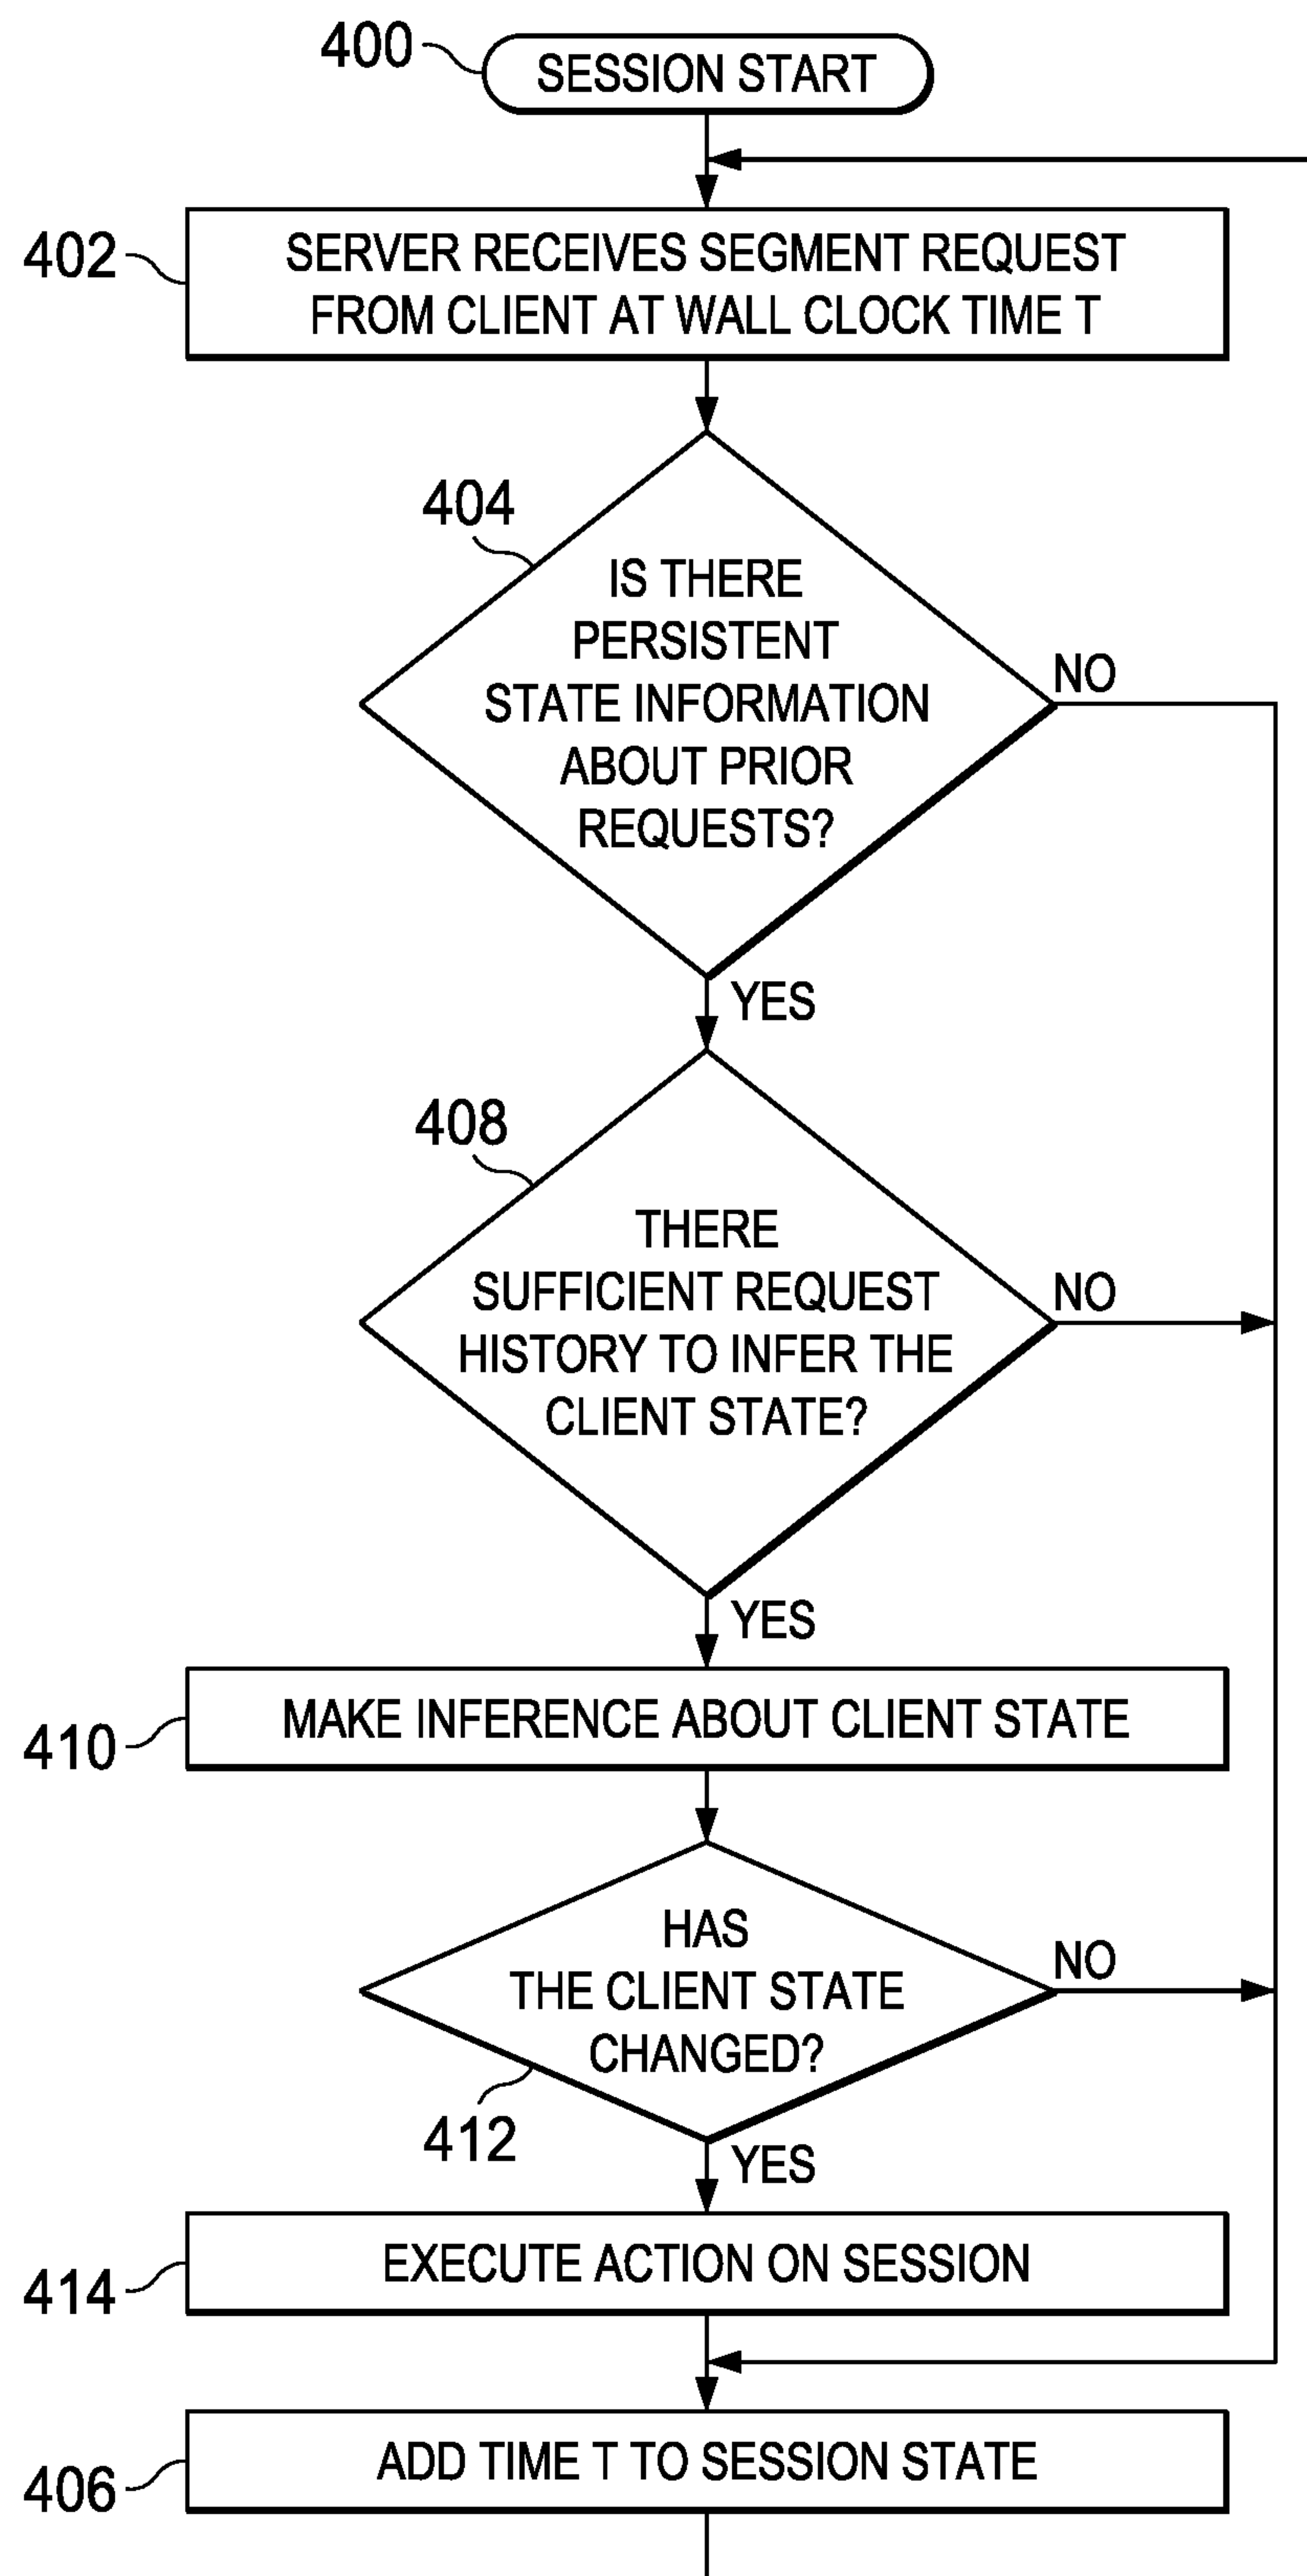 400
SESSION START
402
SERVER RECEIVES SEGMENT REQUEST
FROM CLIENT AT WALL CLOCK TIME T
404
IS THERE
PERSISTENT
STATE INFORMATION
ABOUT PRIOR
REQUESTS?
NO
YES
408
THERE
SUFFICIENT REQUEST
HISTORY TO INFER THE
CLIENT STATE?
NO
YES
410
MAKE INFERENCE ABOUT CLIENT STATE
HAS
THE CLIENT STATE
CHANGED?
NO
412
YES
414
EXECUTE ACTION ON SESSION
406
ADD TIME T TO SESSION STATE